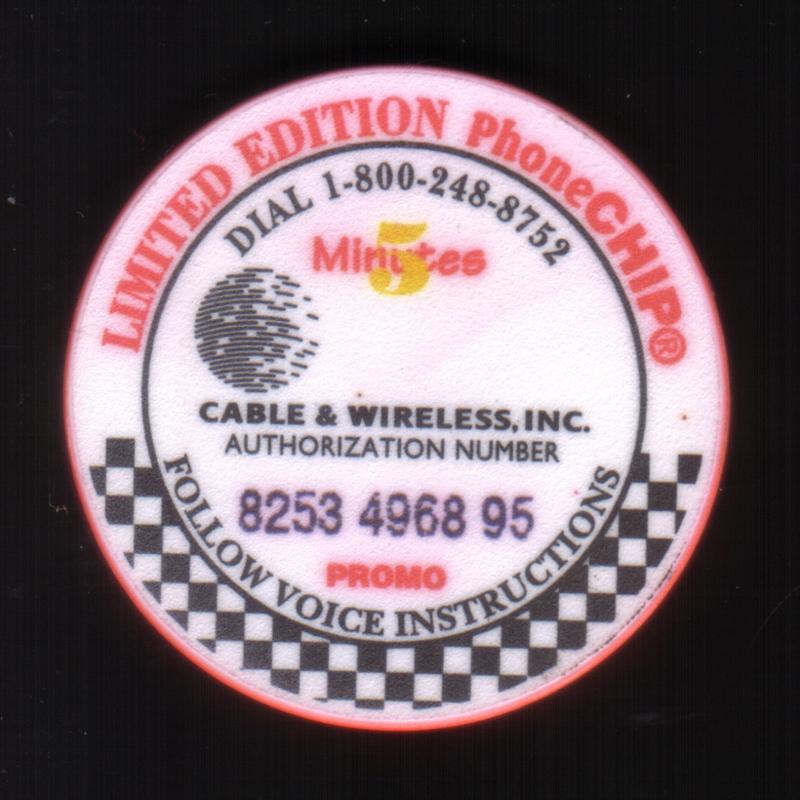 LIMITED EDITION PhoneCHIP®
DIAL 1-800-248-8752
5
Minutes
CABLE & WIRELESS, INC.
AUTHORIZATION NUMBER
8253 4968 95
PROMO
FOLLOW VOICE INSTRUCTIONS